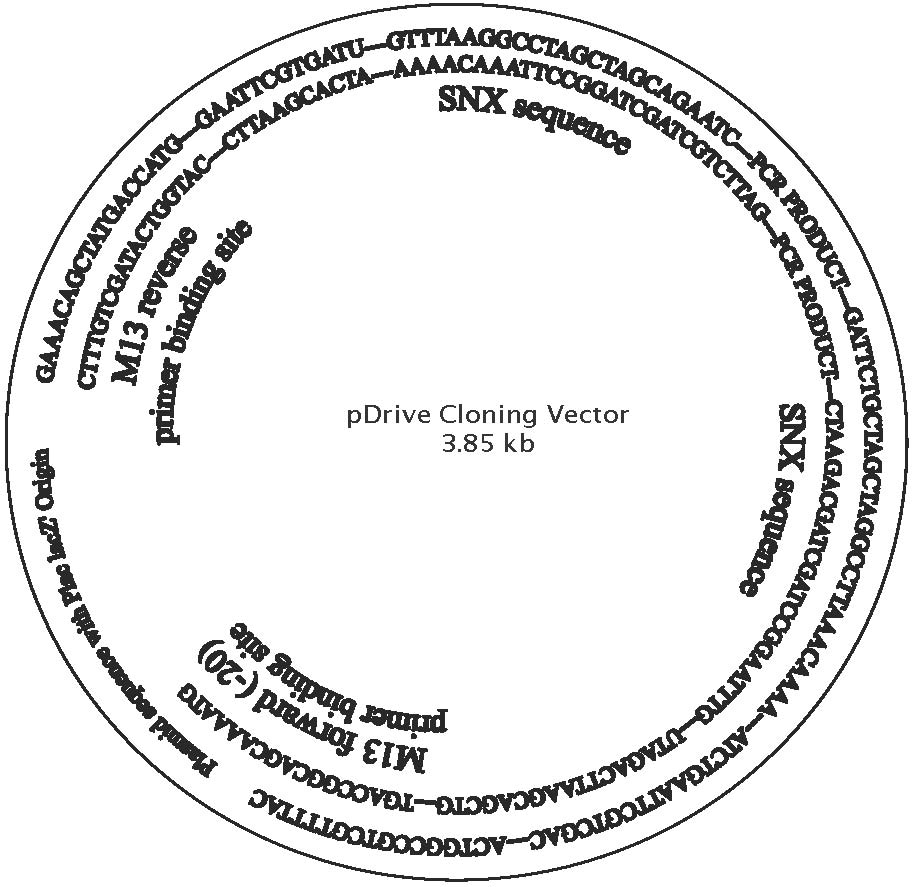 GAAACAGCTATGACCATG—GAATTCGTGATU—GTTTAAGGCCTAGCTAGCAGAATC—PCR PRODUCT—GATTCTGCTAGCTAGGCCTTAAACAAAA—ATCTGAATTCGTCGAC—ACTGGCCGTCGTTTTAC
CTTTGTCGATACTGGTAC—CTTAAGCACTA—AAAACAAATTCCGGATCGATCGTCTTAG—PCR PRODUCT—CTAAGACGATCGATCCGGAATTTG—UTAGACTTAAGCAGCTG—TGACCGGCAGCAAAATG
SNX sequence
M13 reverse
primer binding site
pDrive Cloning Vector
3.85 kb
SNX sequence
M13 forward (-20)
primer binding site
Plasmid sequence with Plac lacZ' Origin